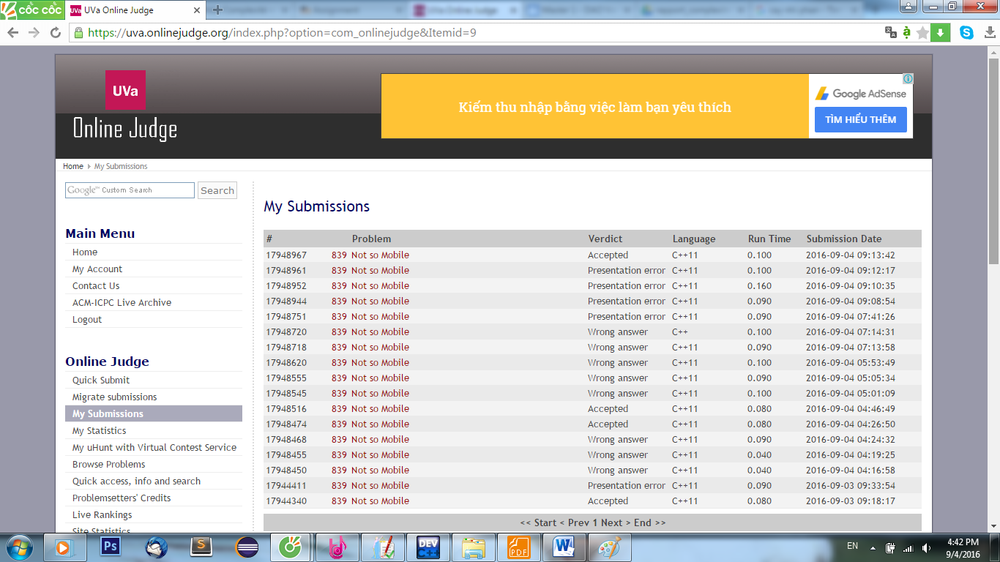 cốc cốc UVa Online Judge
https://uva.onlinejudge.org/index.php?option=com_onlinejudge&Itemid=9
UVa
Online Judge
Kiếm thu nhập bằng việc làm bạn yêu thích
Google AdSense
TÌM HIỂU THÊM
Home My Submissions
Google™ Custom Search Search
Main Menu
Home
My Account
Contact Us
ACM-ICPC Live Archive
Logout
Online Judge
Quick Submit
Migrate submissions
My Submissions
My Statistics
My uHunt with Virtual Contest Service
Browse Problems
Quick access, info and search
Problemsetters' Credits
Live Rankings
Site Statistics
My Submissions
# Problem Verdict Language Run Time Submission Date
17948967 839 Not so Mobile Accepted C++11 0.100 2016-09-04 09:13:42
17948961 839 Not so Mobile Presentation error C++11 0.100 2016-09-04 09:12:17
17948952 839 Not so Mobile Presentation error C++11 0.160 2016-09-04 09:10:35
17948944 839 Not so Mobile Presentation error C++11 0.090 2016-09-04 09:08:54
17948751 839 Not so Mobile Presentation error C++11 0.090 2016-09-04 07:41:26
17948720 839 Not so Mobile Wrong answer C++ 0.100 2016-09-04 07:14:31
17948718 839 Not so Mobile Wrong answer C++11 0.090 2016-09-04 07:13:58
17948620 839 Not so Mobile Wrong answer C++11 0.100 2016-09-04 05:53:49
17948555 839 Not so Mobile Wrong answer C++11 0.090 2016-09-04 05:05:34
17948545 839 Not so Mobile Wrong answer C++11 0.100 2016-09-04 05:01:09
17948516 839 Not so Mobile Accepted C++11 0.080 2016-09-04 04:46:49
17948474 839 Not so Mobile Accepted C++11 0.080 2016-09-04 04:26:50
17948468 839 Not so Mobile Wrong answer C++11 0.090 2016-09-04 04:24:32
17948455 839 Not so Mobile Wrong answer C++11 0.040 2016-09-04 04:19:25
17948450 839 Not so Mobile Wrong answer C++11 0.040 2016-09-04 04:16:58
17944411 839 Not so Mobile Presentation error C++11 0.090 2016-09-03 09:33:54
17944340 839 Not so Mobile Accepted C++11 0.080 2016-09-03 09:18:17
<< Start < Prev 1 Next > End >>
Ps S DEV C++ PDF W EN 4:42 PM
9/4/2016